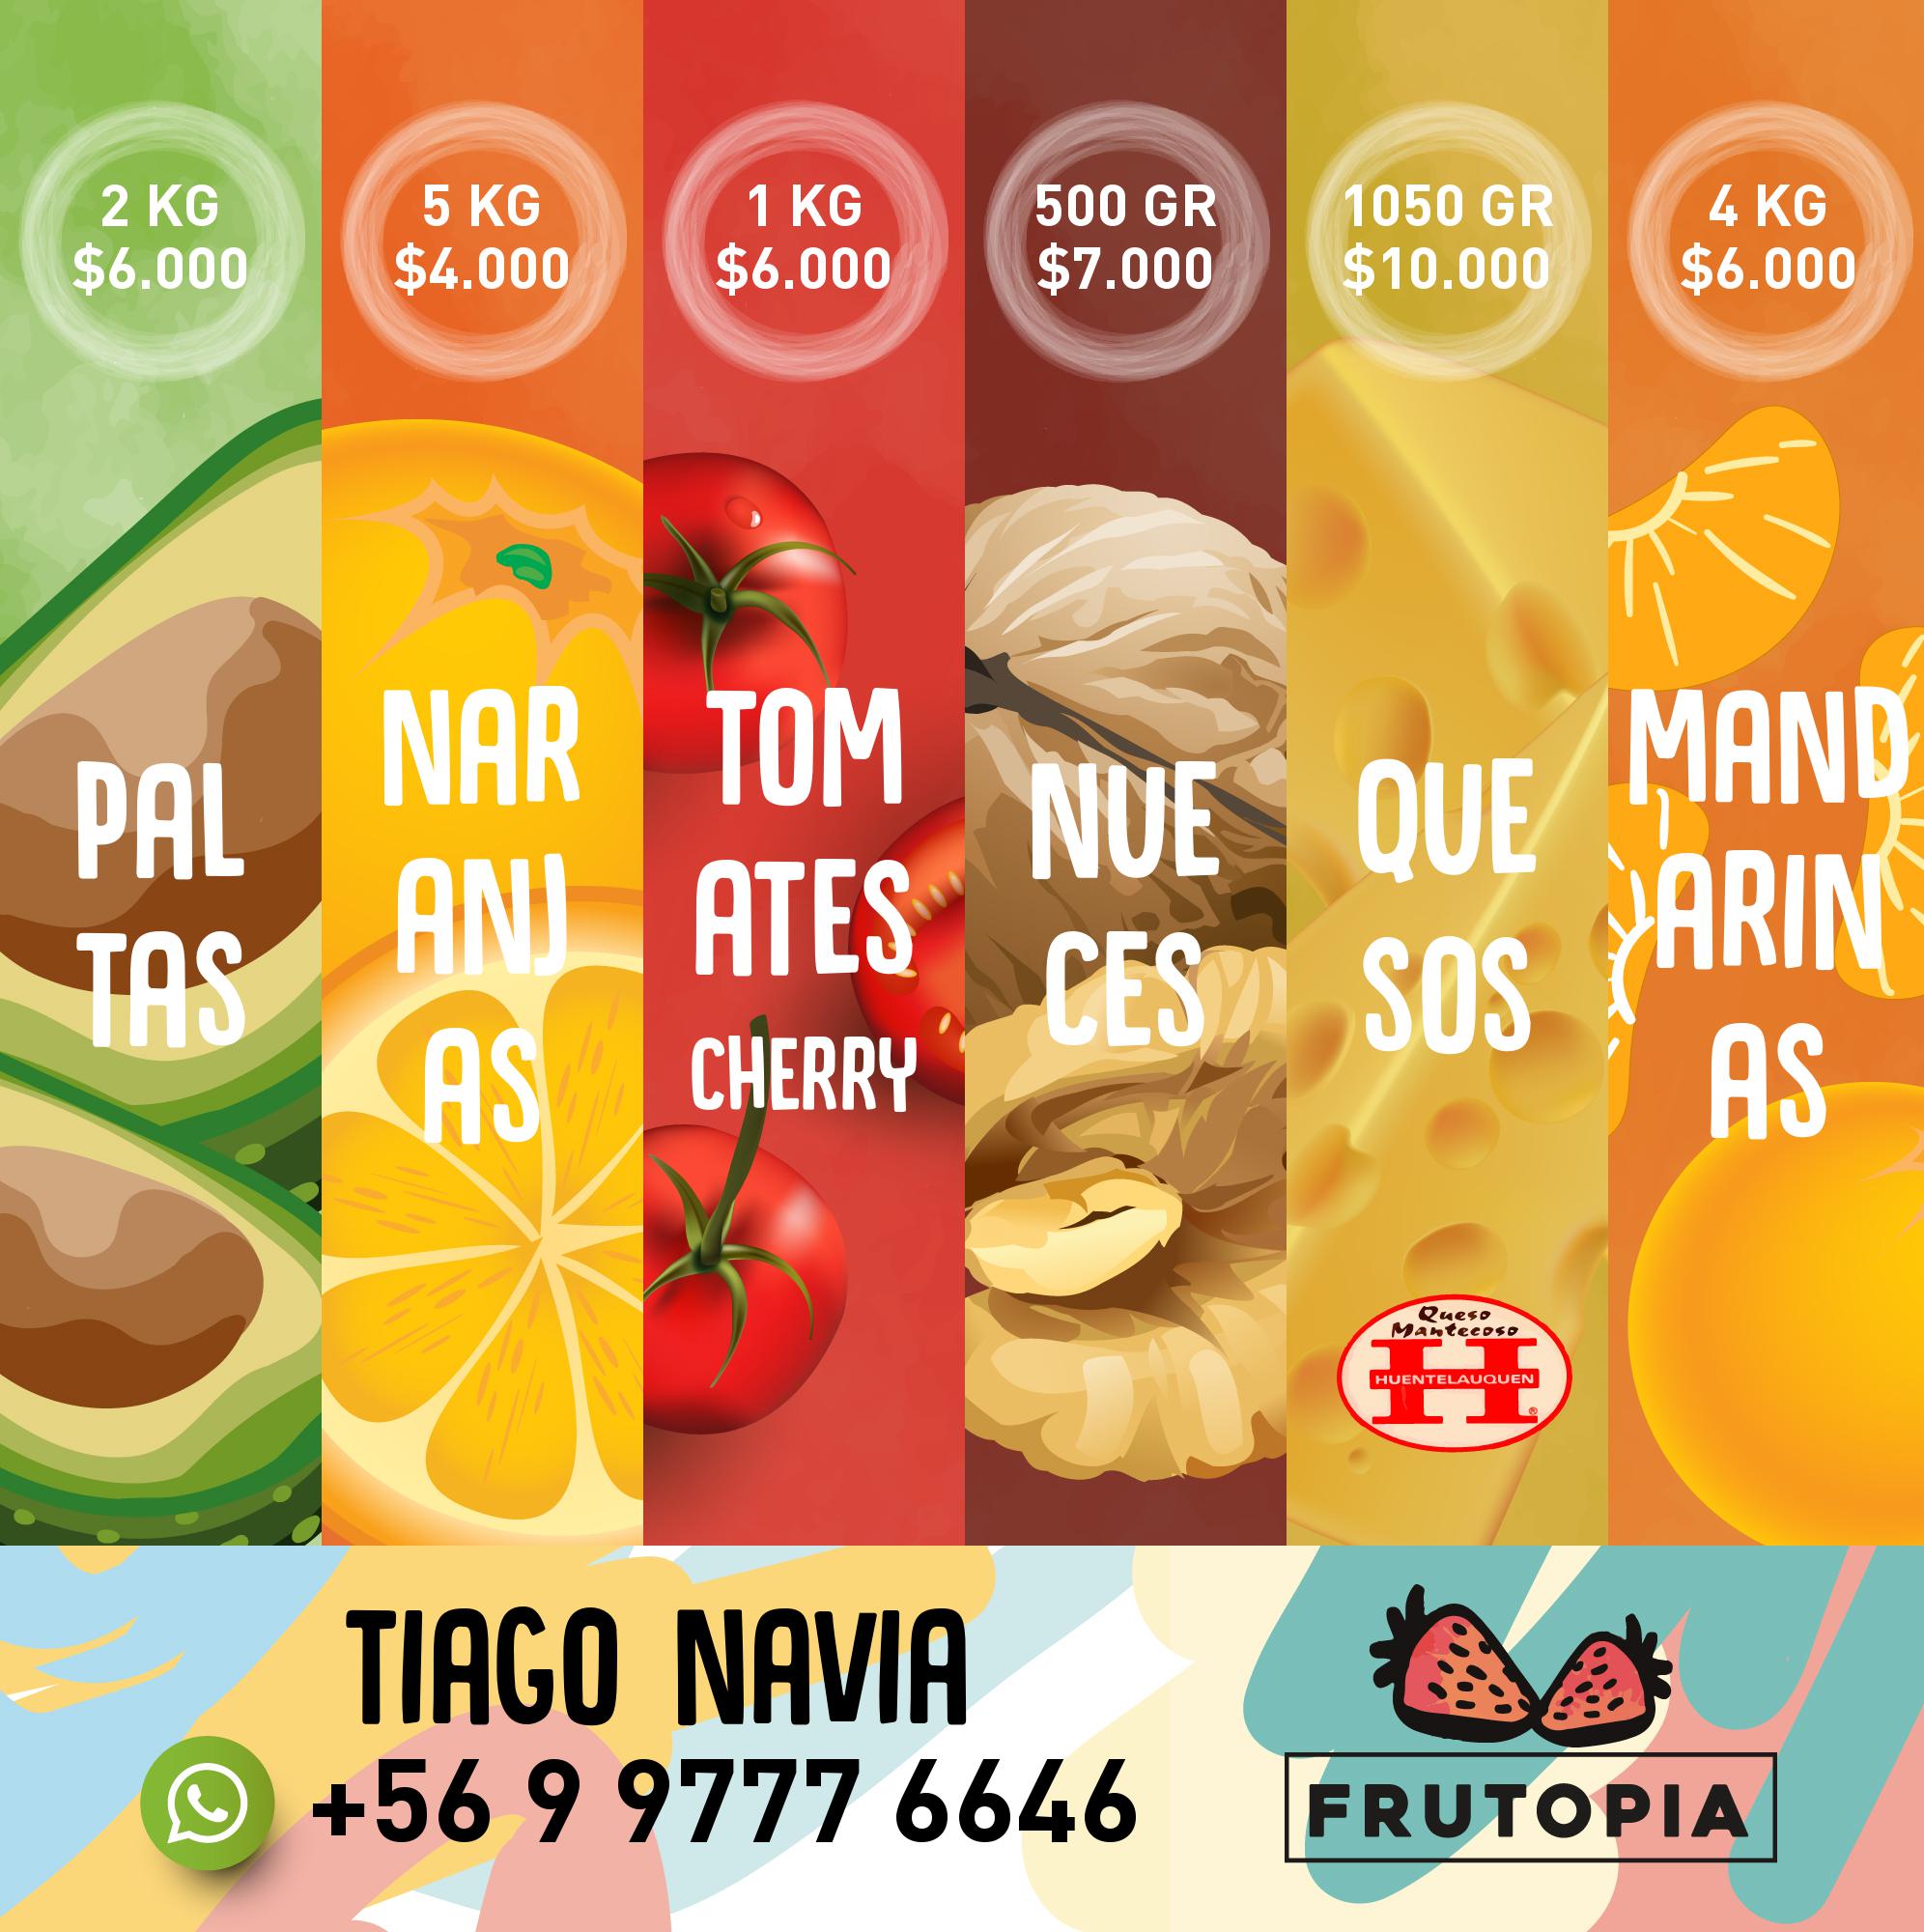 2 KG
$6.000
PAL
TAS
5 KG
$4.000
NAR
ANJ
AS
1 KG
$6.000
TOM
ATES
CHERRY
500 GR
$7.000
NUE
CES
1050 GR
$10.000
QUE
SOS
Queso
Mantecoso
H
HUENTELAUQUEN
®
4 KG
$6.000
MAND
ARIN
AS
TIAGO NAVIA
+56 9 9777 6646
FRUTOPIA